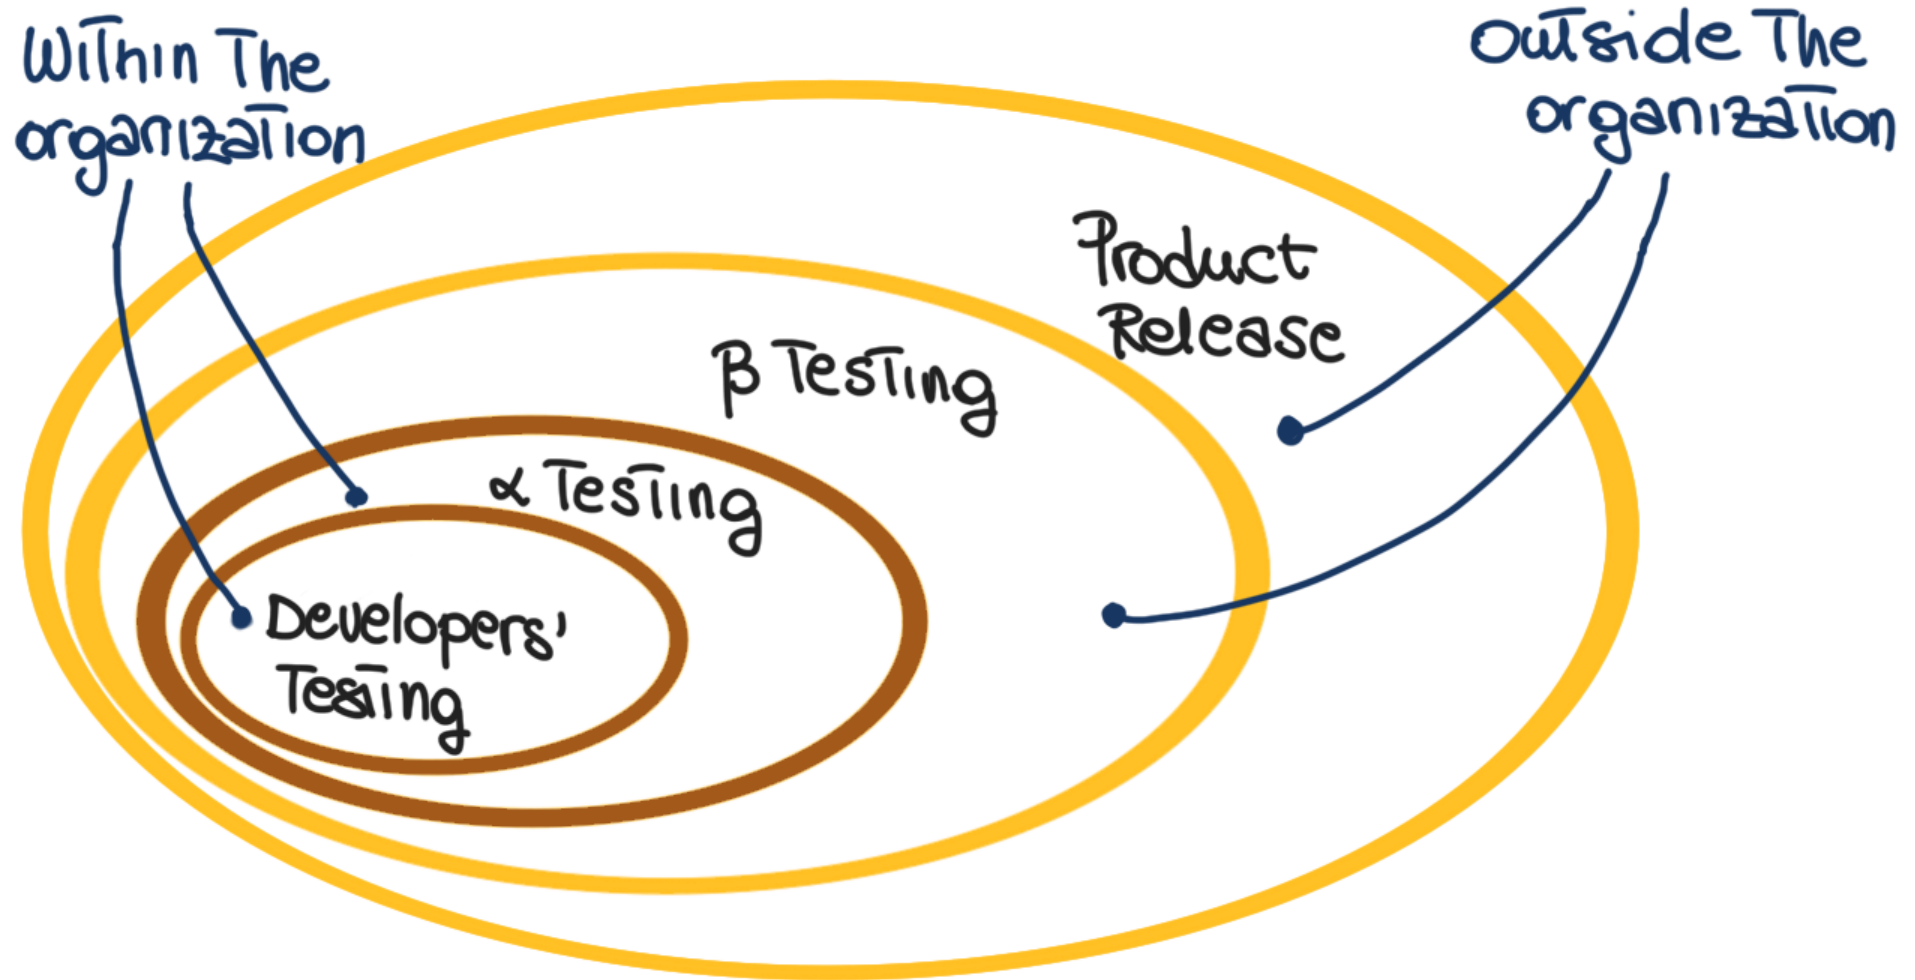 Within The
organization
Outside The
organization
Product
Release
β Testing
α Testing
Developers'
Testing